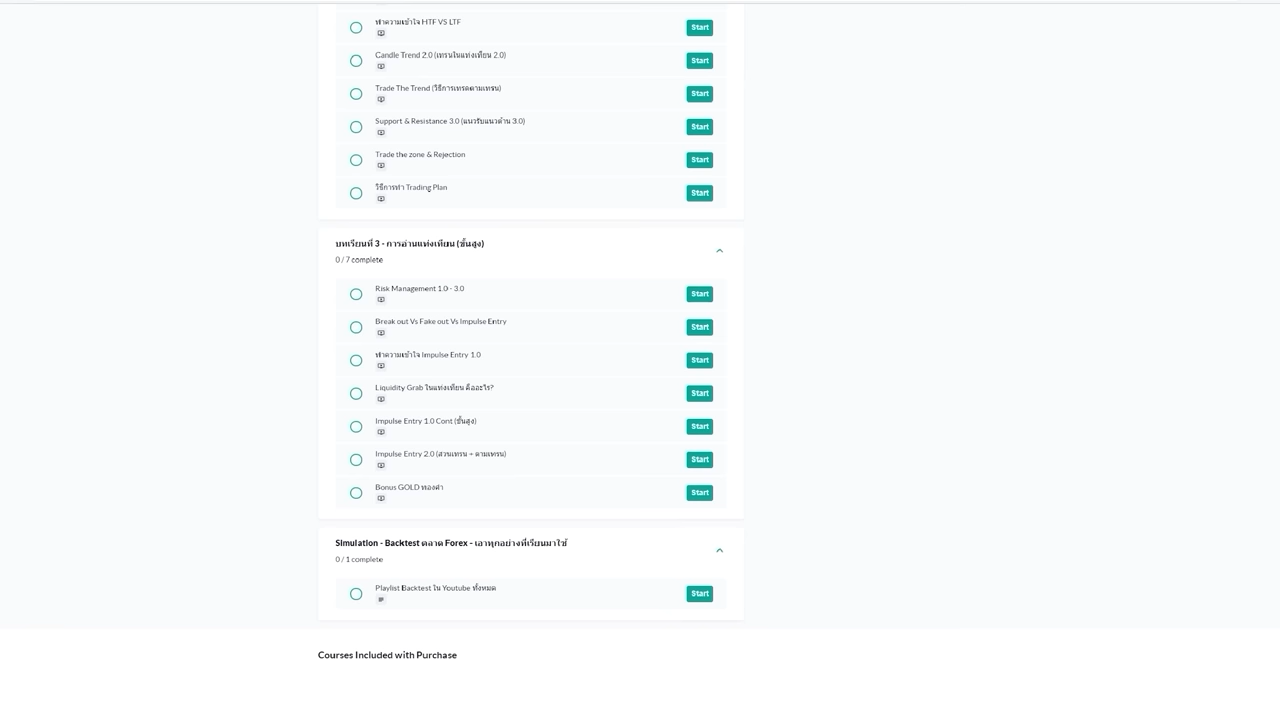 ทำความเข้าใจ HTF VS LTF
Start
Candle Trend 2.0 (เทรนในแท่งเทียน 2.0)
Start
Trade The Trend (วิธีการเทรดตามเทรน)
Start
Support & Resistance 3.0 (แนวรับแนวต้าน 3.0)
Start
Trade the zone & Rejection
Start
วิธีการทำ Trading Plan
Start
บทเรียนที่ 3 - การอ่านแท่งเทียน (ขั้นสูง)
0 / 7 complete
Risk Management 1.0 - 3.0
Start
Break out Vs Fake out Vs Impulse Entry
Start
ทำความเข้าใจ Impulse Entry 1.0
Start
Liquidity Grab ในแท่งเทียน คืออะไร?
Start
Impulse Entry 1.0 Cont (ขั้นสูง)
Start
Impulse Entry 2.0 (สวนเทรน + ตามเทรน)
Start
Bonus GOLD ทองคำ
Start
Simulation - Backtest ตลาด Forex - เอาทุกอย่างที่เรียนมาใช้
0 / 1 complete
Playlist Backtest ใน Youtube ทั้งหมด
Start
Courses Included with Purchase